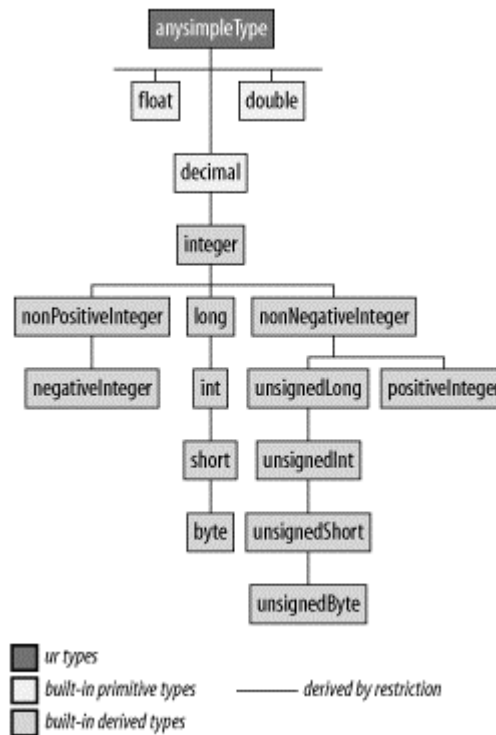 anysimpleType
float double
decimal
integer
nonPositiveInteger long nonNegativeInteger
negativeInteger int unsignedLong positiveInteger
short unsignedInt
byte unsignedShort
unsignedByte
ur types
built-in primitive types derived by restriction
built-in derived types